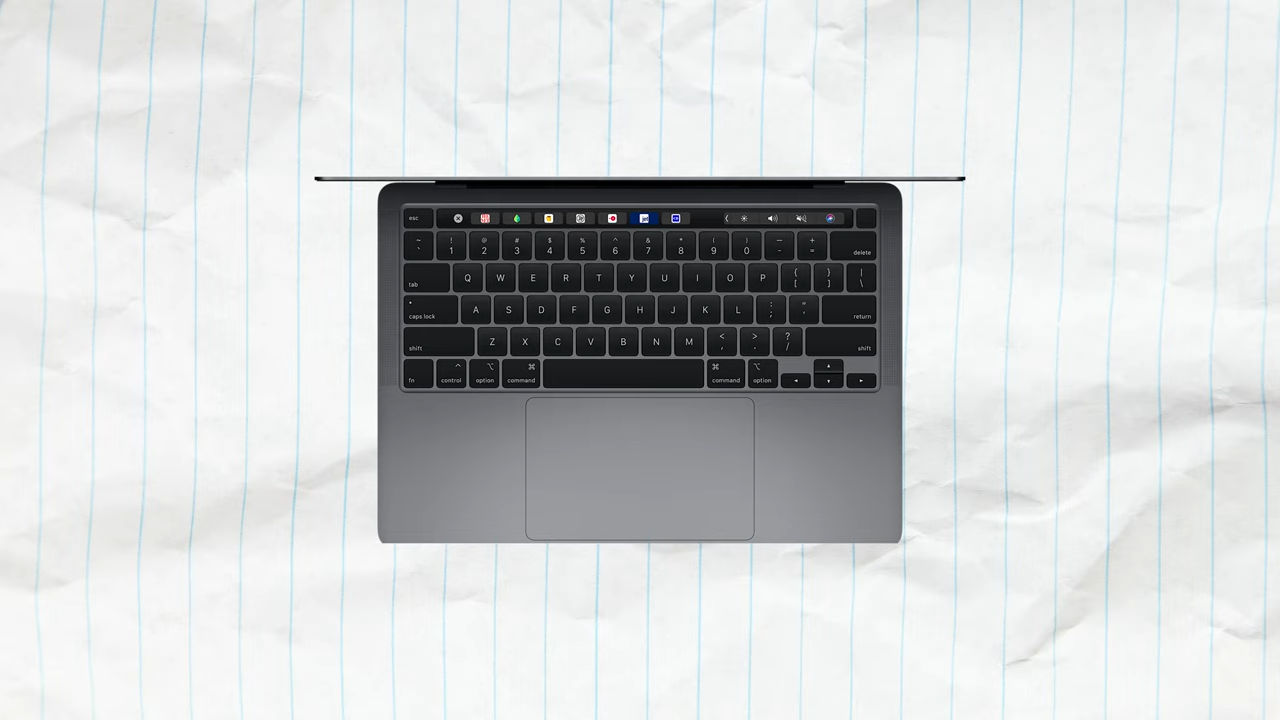 esc
~ ! @ # $ % ^ & * ( ) — +
` 1 2 3 4 5 6 7 8 9 0 - = delete
tab Q W E R T Y U I O P { [ } ] | \
caps lock A S D F G H J K L : ; " ' return
shift Z X C V B N M < , > . ? / shift
fn control option command command option